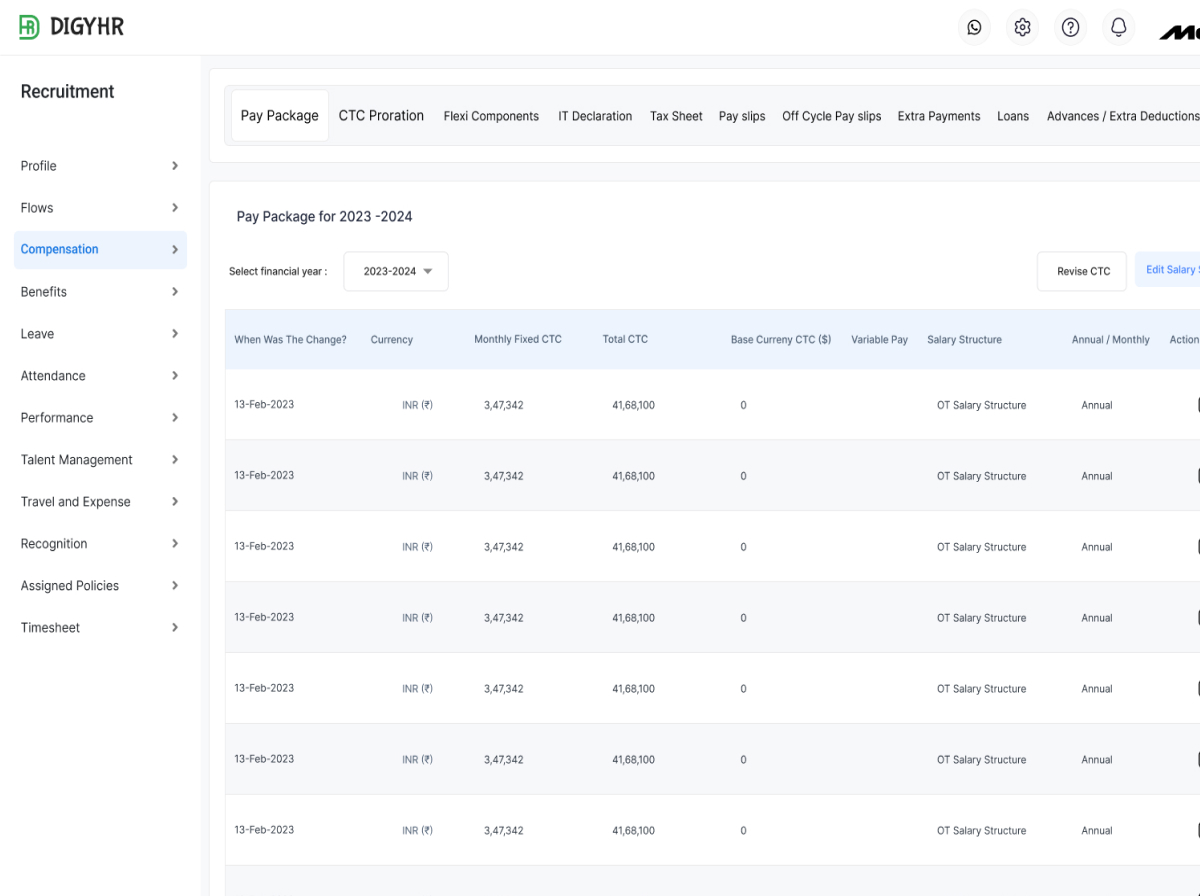 DIGYHR
Recruitment
Profile
Flows
Compensation
Benefits
Leave
Attendance
Performance
Talent Management
Travel and Expense
Recognition
Assigned Policies
Timesheet
Pay Package CTC Proration Flexi Components IT Declaration Tax Sheet Pay slips Off Cycle Pay slips Extra Payments Loans Advances / Extra Deductions
Pay Package for 2023 -2024
Select financial year : 2023-2024 Revise CTC Edit Salary
When Was The Change? Currency Monthly Fixed CTC Total CTC Base Curreny CTC ($) Variable Pay Salary Structure Annual / Monthly Action
13-Feb-2023 INR (₹) 3,47,342 41,68,100 0 OT Salary Structure Annual
13-Feb-2023 INR (₹) 3,47,342 41,68,100 0 OT Salary Structure Annual
13-Feb-2023 INR (₹) 3,47,342 41,68,100 0 OT Salary Structure Annual
13-Feb-2023 INR (₹) 3,47,342 41,68,100 0 OT Salary Structure Annual
13-Feb-2023 INR (₹) 3,47,342 41,68,100 0 OT Salary Structure Annual
13-Feb-2023 INR (₹) 3,47,342 41,68,100 0 OT Salary Structure Annual
13-Feb-2023 INR (₹) 3,47,342 41,68,100 0 OT Salary Structure Annual